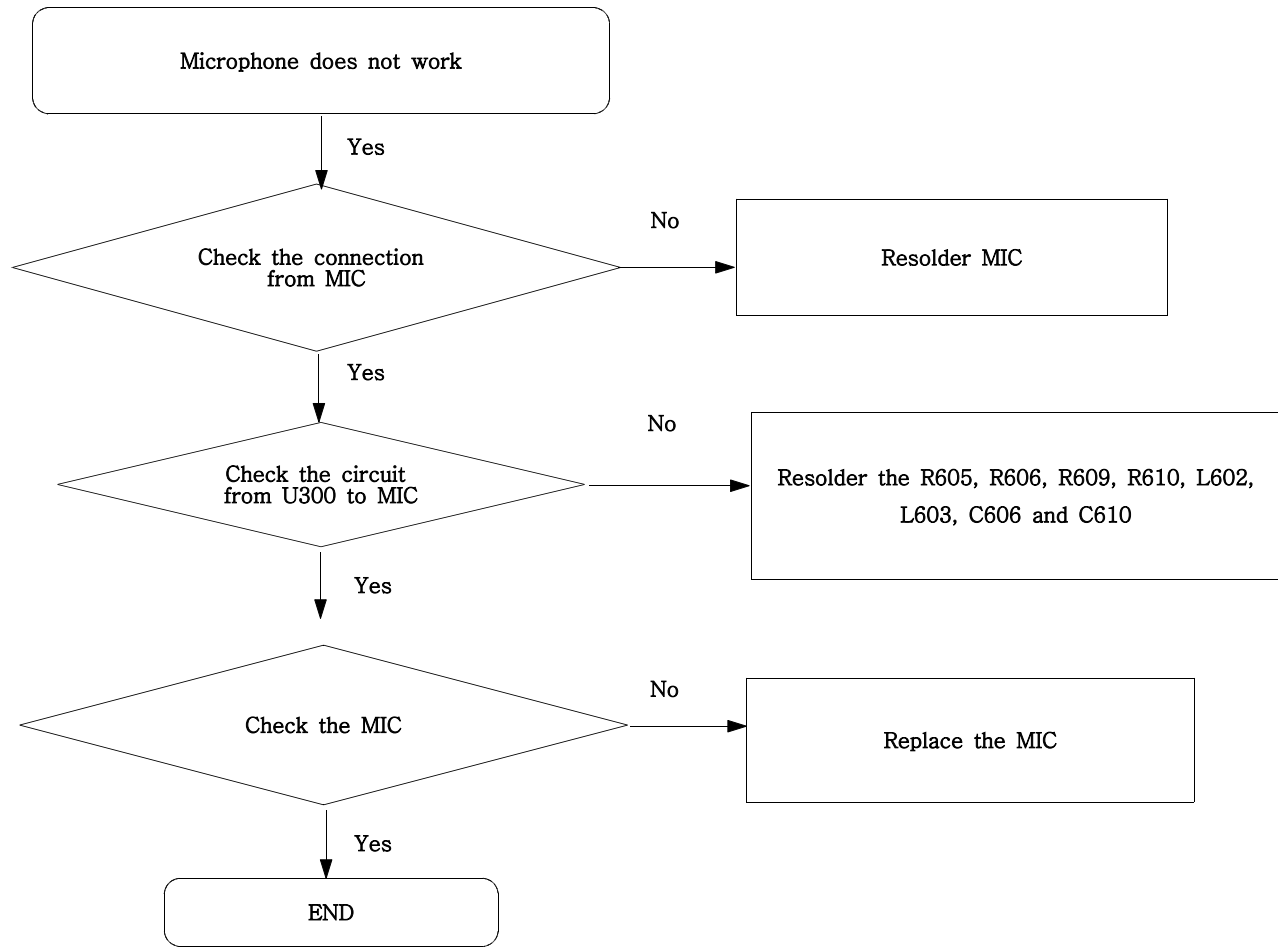 Microphone does not work
Yes
Check the connection
from MIC
No
Resolder MIC
Yes
Check the circuit
from U300 to MIC
No
Resolder the R605, R606, R609, R610, L602,
L603, C606 and C610
Yes
Check the MIC
No
Replace the MIC
Yes
END